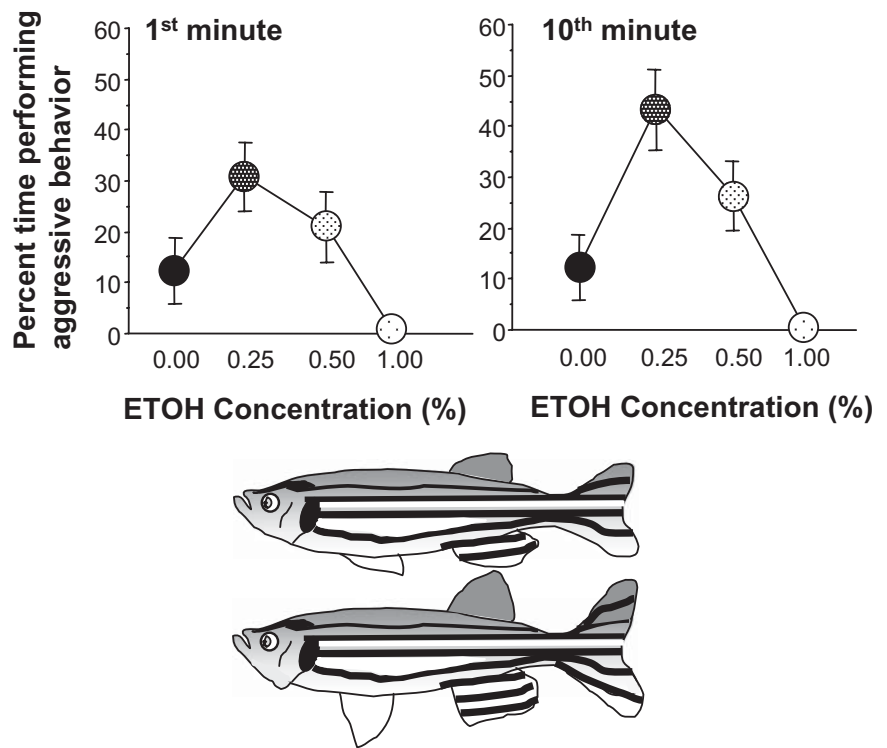 Percent time performing
aggressive behavior
1st minute
60
50
40
30
20
10
0
0.00 0.25 0.50 1.00
ETOH Concentration (%)
10th minute
60
50
40
30
20
10
0
0.00 0.25 0.50 1.00
ETOH Concentration (%)